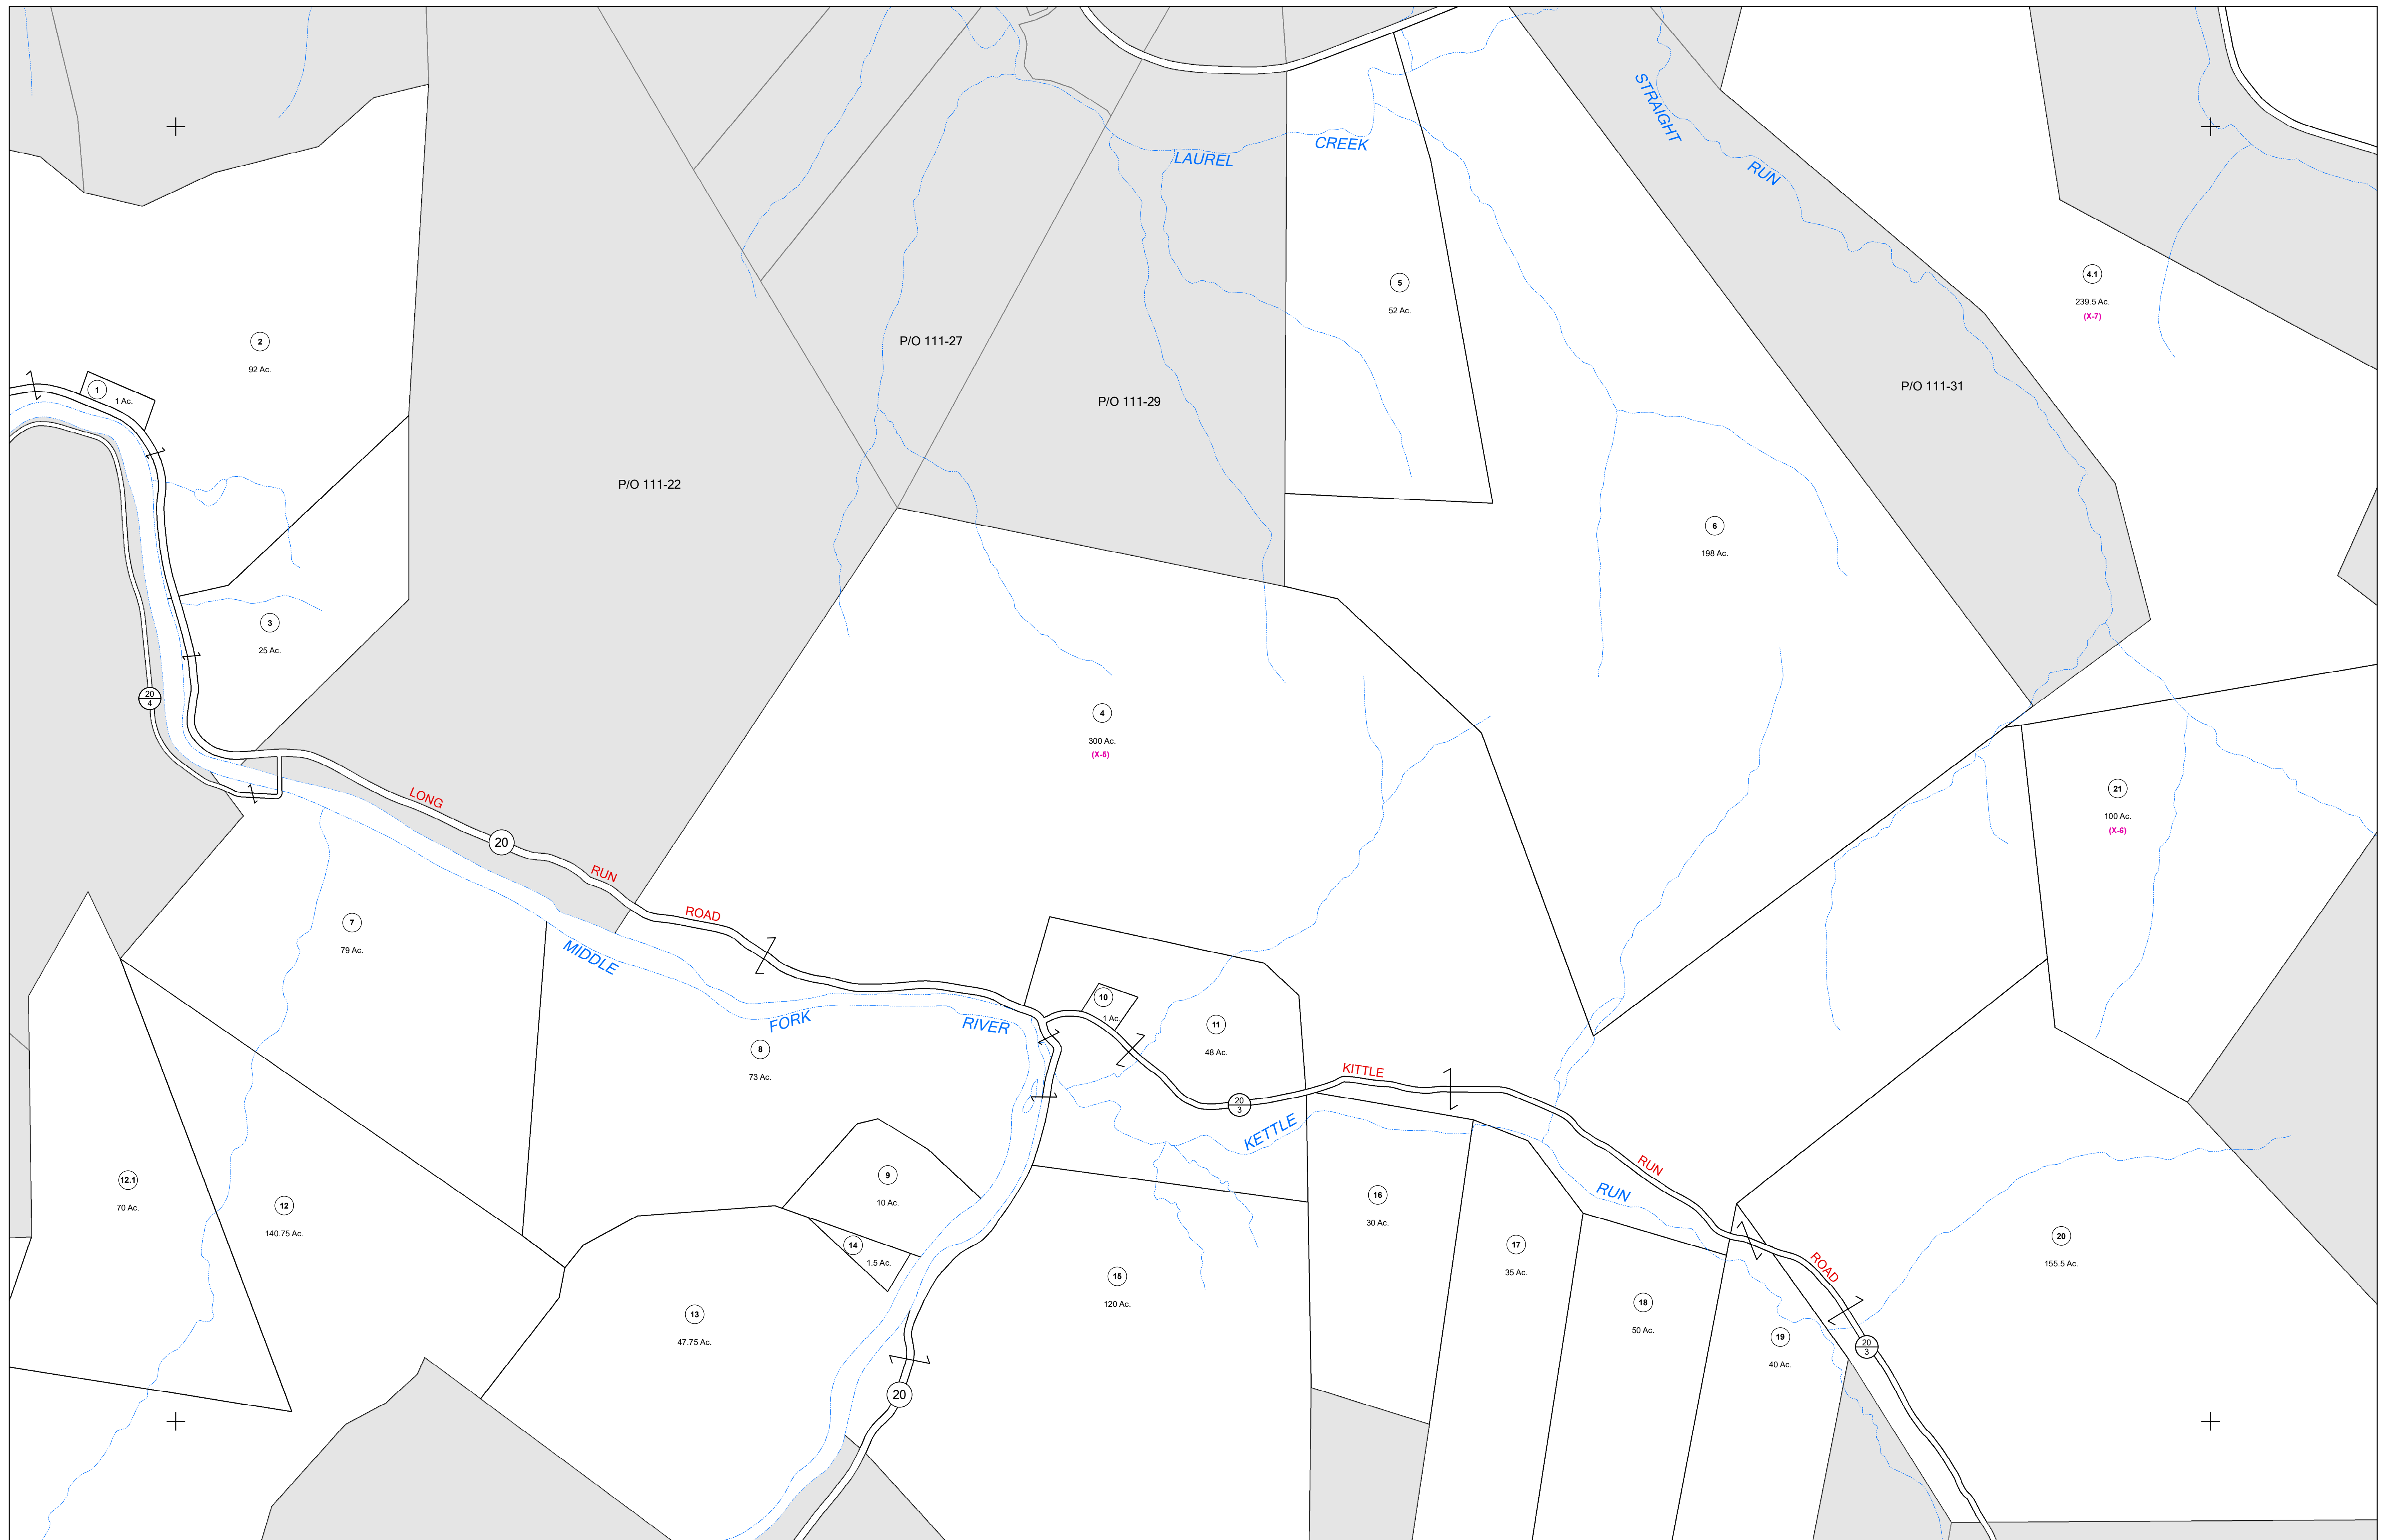 STRAIGHT
RUN
LAUREL
CREEK
4.1
239.5 Ac.
(X-7)
5
52 Ac.
2
92 Ac.
P/O 111-27
1
1 Ac.
P/O 111-29
P/O 111-31
P/O 111-22
6
198 Ac.
3
25 Ac.
20
4
4
300 Ac.
(X-5)
21
100 Ac.
(X-6)
LONG
20
RUN
ROAD
7
79 Ac.
MIDDLE
FORK
RIVER
10
1 Ac.
11
48 Ac.
8
73 Ac.
KITTLE
20
3
KETTLE
RUN
RUN
ROAD
9
10 Ac.
12.1
70 Ac.
12
140.75 Ac.
16
30 Ac.
14
1.5 Ac.
17
35 Ac.
20
155.5 Ac.
15
120 Ac.
13
47.75 Ac.
18
50 Ac.
19
40 Ac.
20
3
20